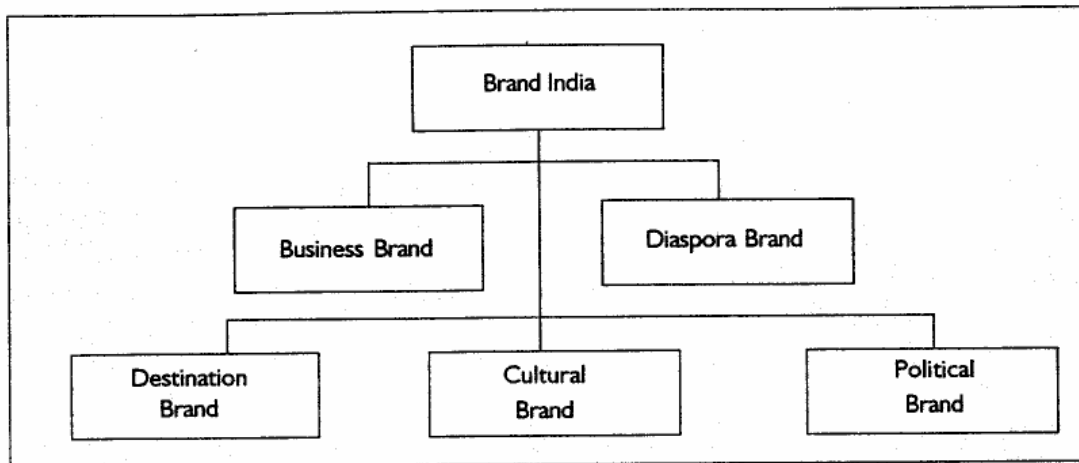 Brand India
Business Brand
Diaspora Brand
Destination
Brand
Cultural
Brand
Political
Brand